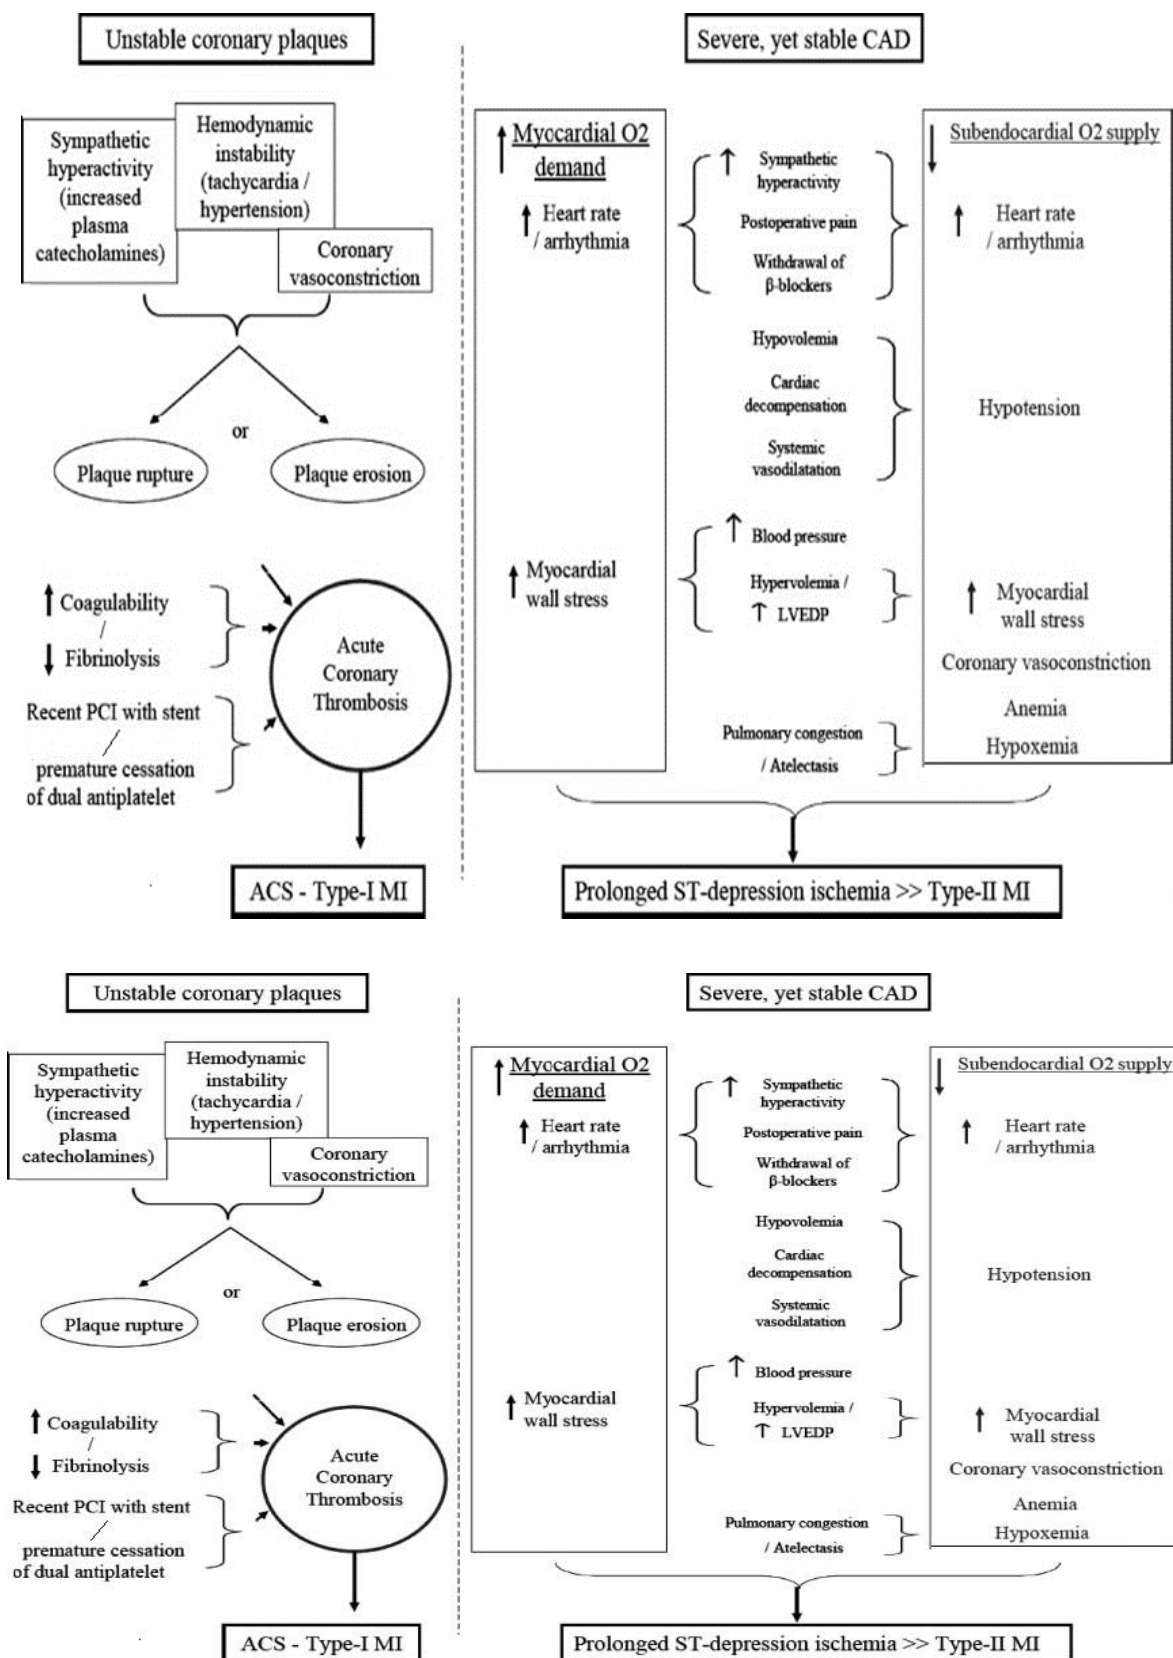 Unstable coronary plaques
Sympathetic
hyperactivity
(increased
plasma
catecholamines)
Hemodynamic
instability
(tachycardia /
hypertension)
Coronary
vasoconstriction
or
Plaque rupture
Plaque erosion
↑ Coagulability
/
↓ Fibrinolysis
Recent PCI with stent
/
premature cessation
of dual antiplatelet
Acute
Coronary
Thrombosis
ACS - Type-I MI
Severe, yet stable CAD
↑ Myocardial O2
demand
↑ Heart rate
/ arrhythmia
↑ Myocardial
wall stress
↑ Sympathetic
hyperactivity
Postoperative pain
Withdrawal of
β-blockers
Hypovolemia
Cardiac
decompensation
Systemic
vasodilatation
↑ Blood pressure
Hypervolemia /
↑ LVEDP
Pulmonary congestion
/ Atelectasis
↓ Subendocardial O2 supply
↑ Heart rate
/ arrhythmia
Hypotension
↑ Myocardial
wall stress
Coronary vasoconstriction
Anemia
Hypoxemia
Prolonged ST-depression ischemia >> Type-II MI
Unstable coronary plaques
Sympathetic
hyperactivity
(increased
plasma
catecholamines)
Hemodynamic
instability
(tachycardia /
hypertension)
Coronary
vasoconstriction
or
Plaque rupture
Plaque erosion
↑ Coagulability
/
↓ Fibrinolysis
Recent PCI with stent
/
premature cessation
of dual antiplatelet
Acute
Coronary
Thrombosis
ACS - Type-I MI
Severe, yet stable CAD
↑ Myocardial O2
demand
↑ Heart rate
/ arrhythmia
↑ Myocardial
wall stress
↑ Sympathetic
hyperactivity
Postoperative pain
Withdrawal of
β-blockers
Hypovolemia
Cardiac
decompensation
Systemic
vasodilatation
↑ Blood pressure
Hypervolemia /
↑ LVEDP
Pulmonary congestion
/ Atelectasis
↓ Subendocardial O2 supply
↑ Heart rate
/ arrhythmia
Hypotension
↑ Myocardial
wall stress
Coronary vasoconstriction
Anemia
Hypoxemia
Prolonged ST-depression ischemia >> Type-II MI